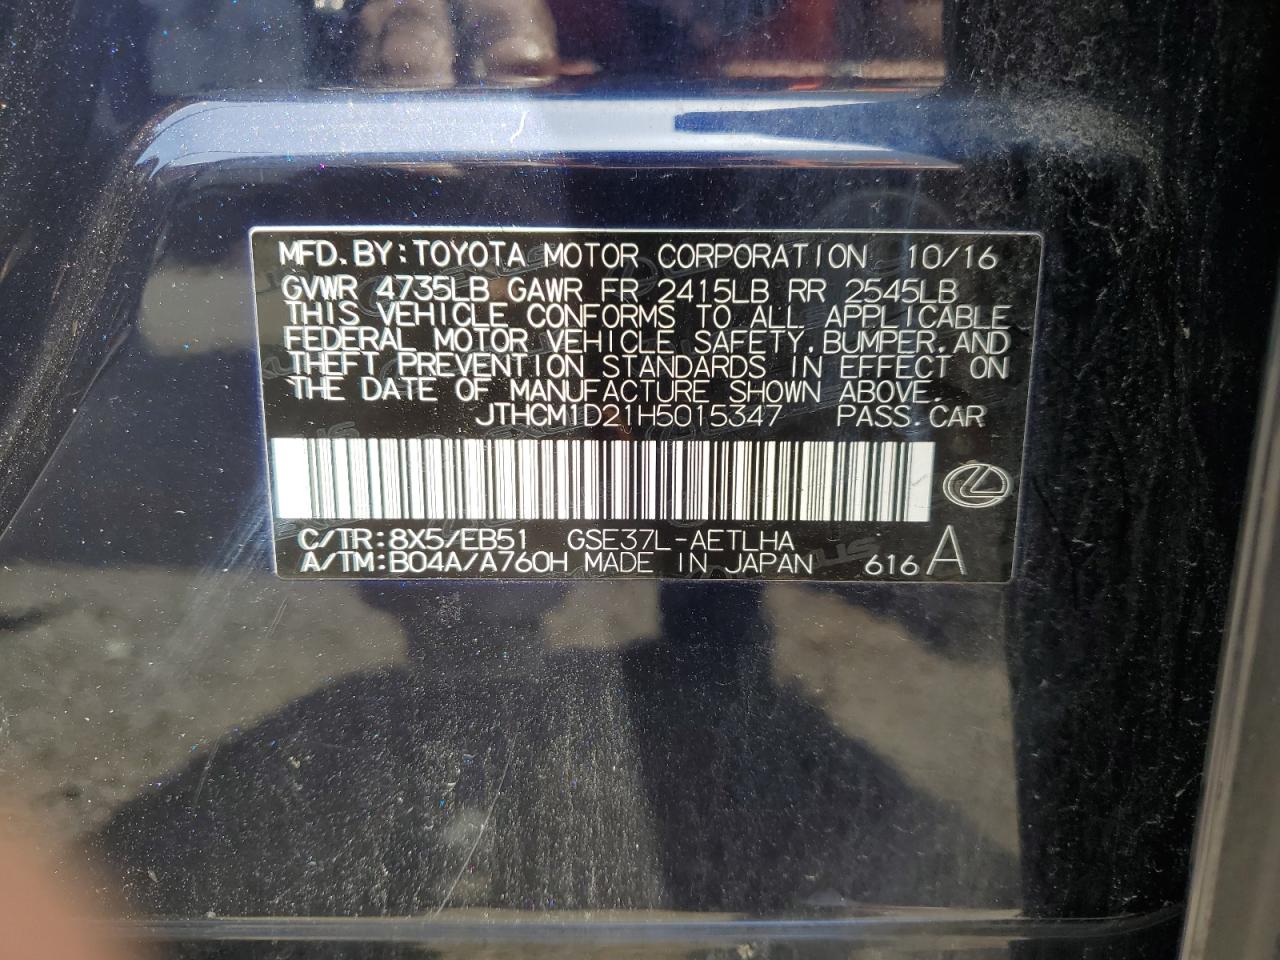 MFD.BY:TOYOTA MOTOR CORPORATION 10/16
GVWR 4735LB GAWR FR 2415LB RR 2545LB
THIS VEHICLE CONFORMS TO ALL APPLICABLE
FEDERAL MOTOR VEHICLE SAFETY, BUMPER, AND
THEFT PREVENTION STANDARDS IN EFFECT ON
THE DATE OF MANUFACTURE SHOWN ABOVE.
JTHCM1D21H5015347 PASS.CAR
C/TR:8X5/EB51 GSE37L-AETLHA
A/TM:B04A/A760H MADE IN JAPAN 616 A